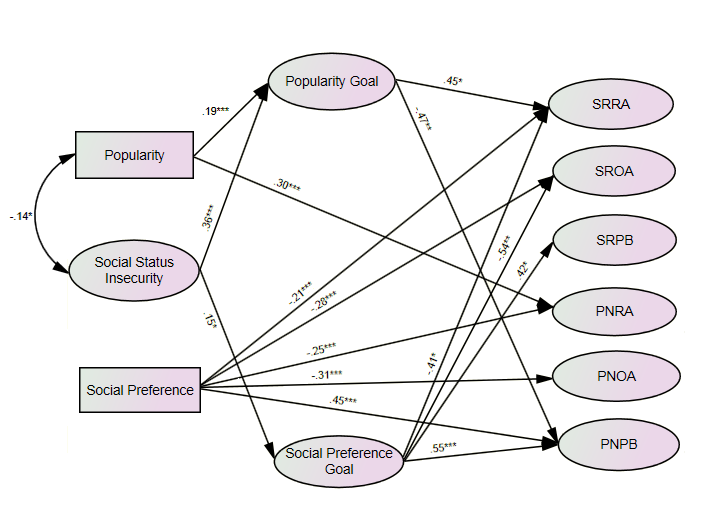 Popularity Goal
.45*
SRRA
.19***
-.47**
Popularity
SROA
.30***
-.14*
.36***
SRPB
Social Status
Insecurity
-.54**
.42*
-.21***
-.28***
PNRA
.15*
-.25***
-.41*
-.31***
PNOA
Social Preference
.45***
PNPB
.55***
Social Preference
Goal